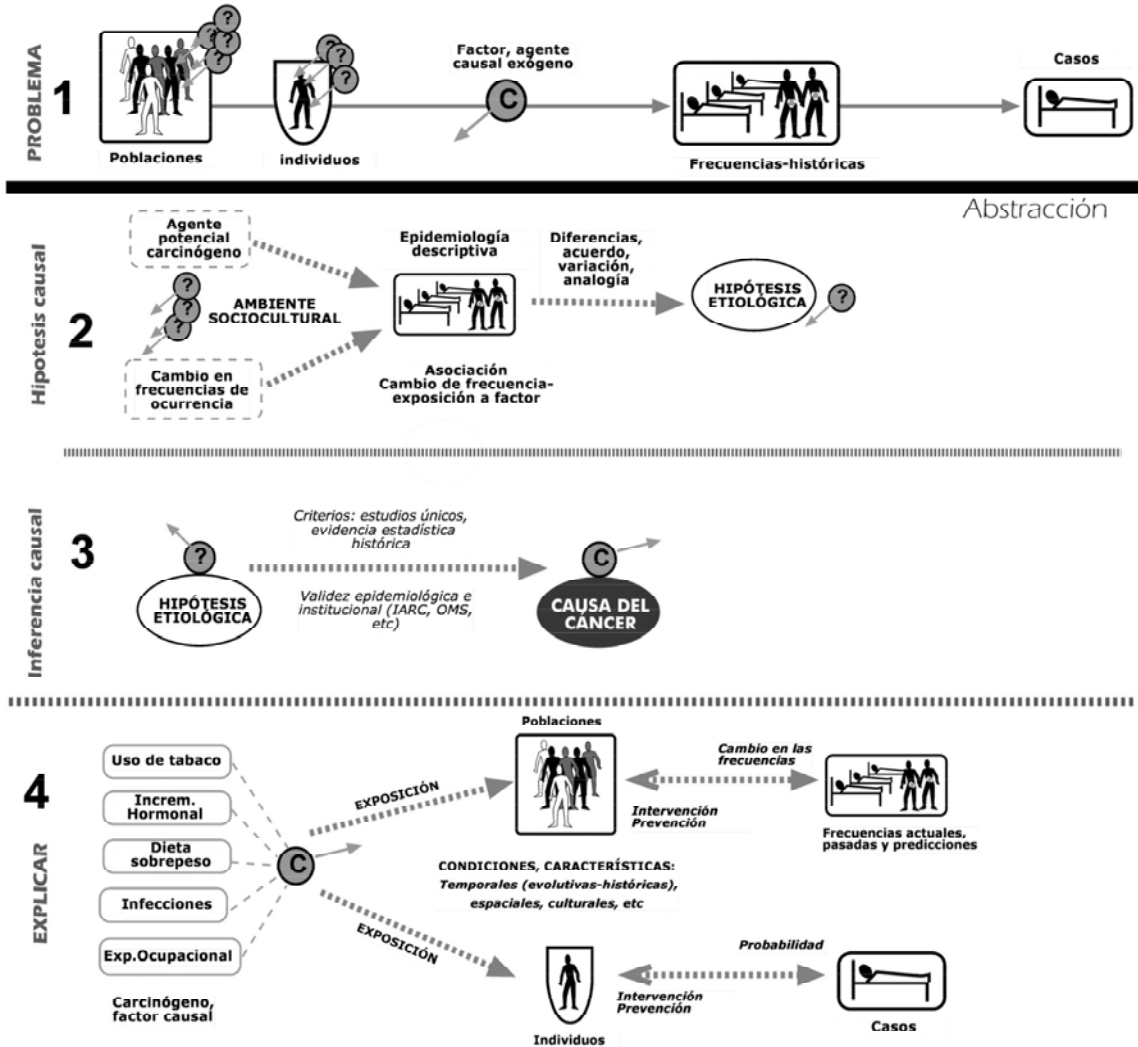 PROBLEMA
1
?
?
?
?
?
Poblaciones
?
?
?
individuos
Factor, agente
causal exógeno
C
Frecuencias-históricas
Casos
Abstracción
Hipotesis causal
2
Agente
potencial
carcinógeno
?
?
?
AMBIENTE
SOCIOCULTURAL
Cambio en
frecuencias de
ocurrencia
Epidemiología
descriptiva
Asociación
Cambio de frecuencia-
exposición a factor
Diferencias,
acuerdo,
variación,
analogía
HIPÓTESIS
ETIOLÓGICA
?
Inferencia causal
3
?
HIPÓTESIS
ETIOLÓGICA
Criterios: estudios únicos,
evidencia estadística
histórica
Validez epidemiológica e
institucional (IARC, OMS,
etc)
C
CAUSA DEL
CÁNCER
EXPLICAR
4
Uso de tabaco
Increm.
Hormonal
Dieta
sobrepeso
Infecciones
Exp.Ocupacional
Carcinógeno,
factor causal
C
EXPOSICIÓN
EXPOSICIÓN
Poblaciones
Cambio en las
frecuencias
Intervención
Prevención
Frecuencias actuales,
pasadas y predicciones
CONDICIONES, CARACTERÍSTICAS:
Temporales (evolutivas-históricas),
espaciales, culturales, etc
Individuos
Probabilidad
Intervención
Prevención
Casos